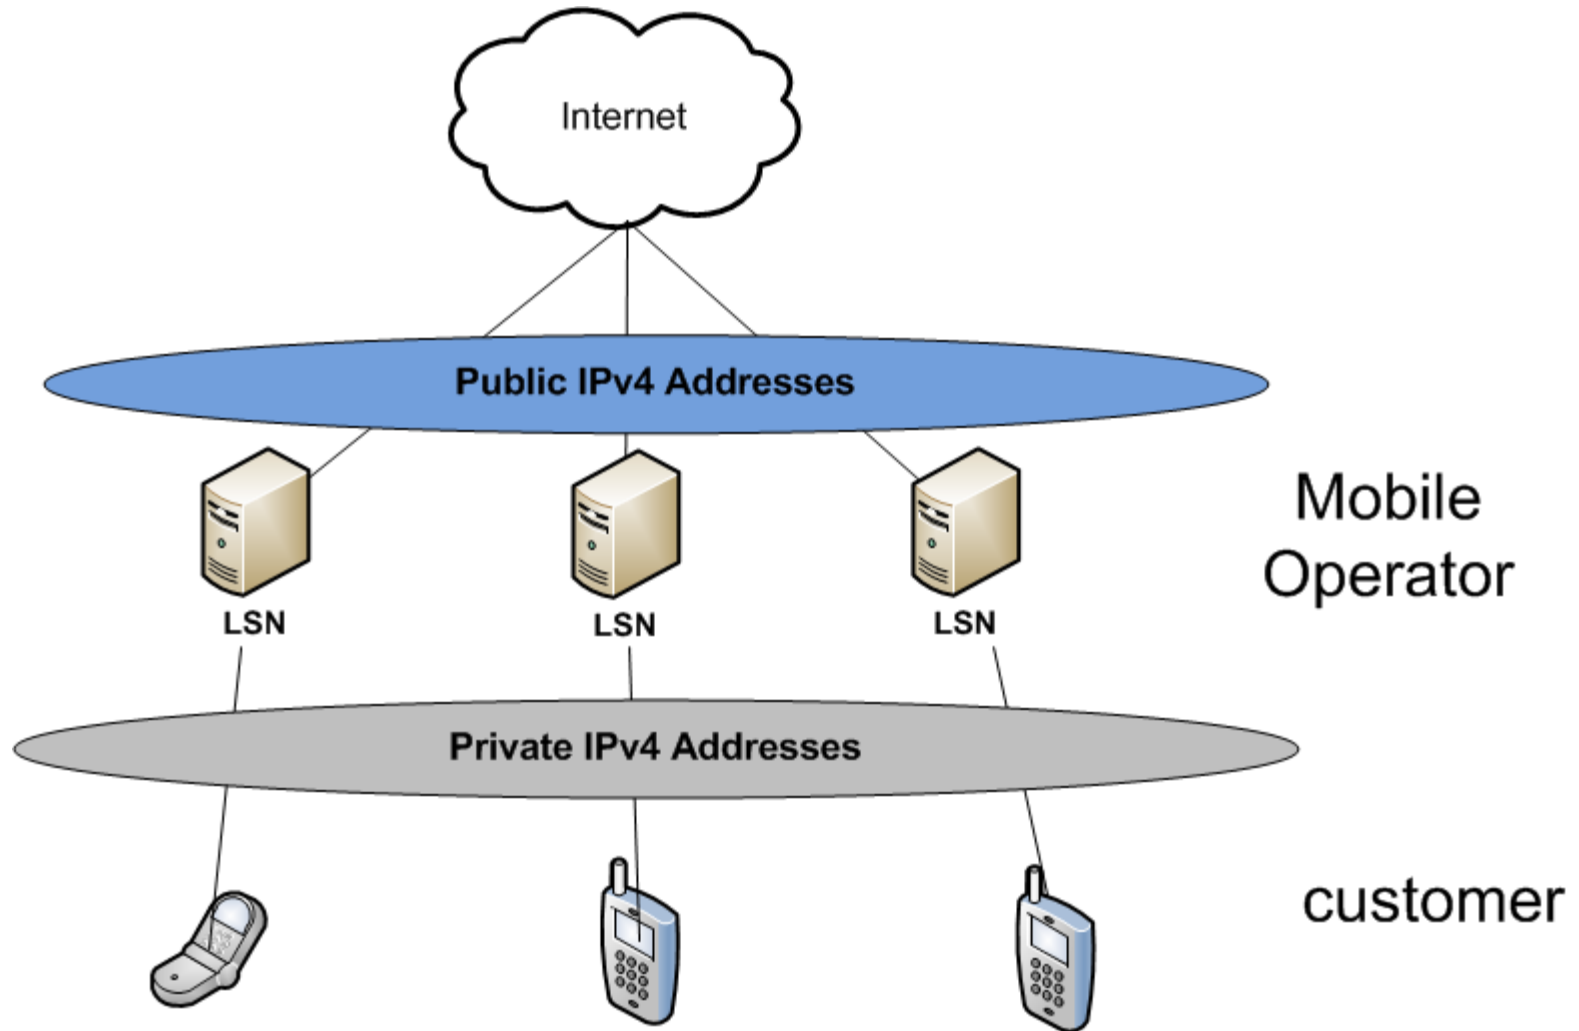 Internet
Public IPv4 Addresses
LSN
LSN
LSN
Mobile
Operator
Private IPv4 Addresses
customer